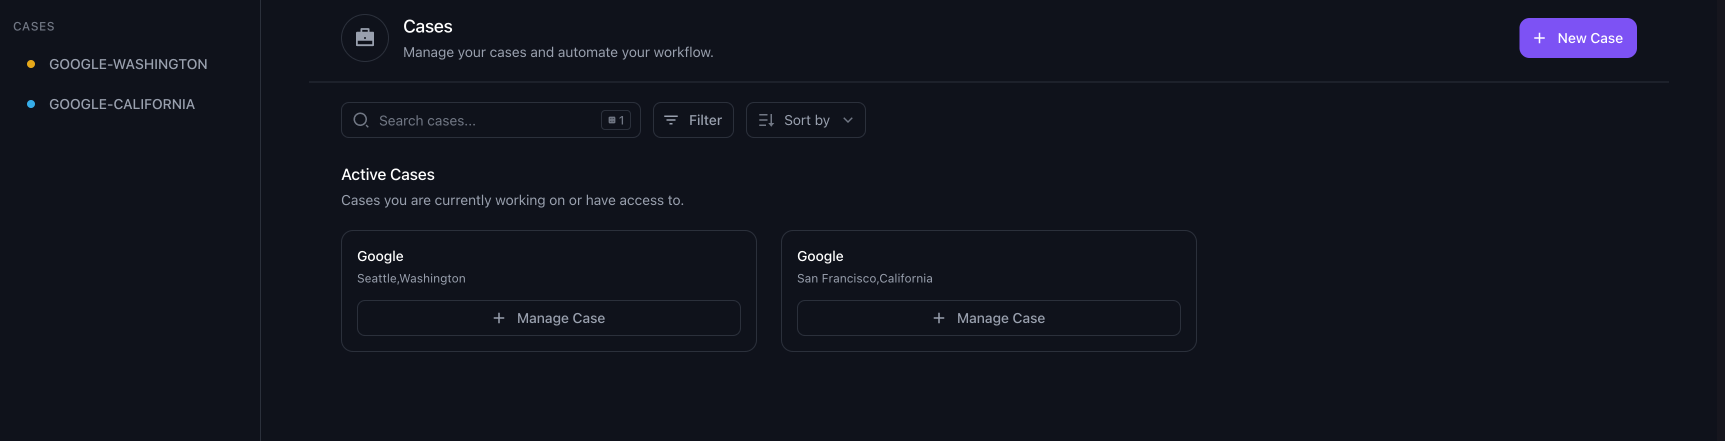 CASES
GOOGLE-WASHINGTON
GOOGLE-CALIFORNIA
Cases
Manage your cases and automate your workflow.
New Case
Search cases...
1
Filter
Sort by
Active Cases
Cases you are currently working on or have access to.
Google
Seattle,Washington
Manage Case
Google
San Francisco,California
Manage Case